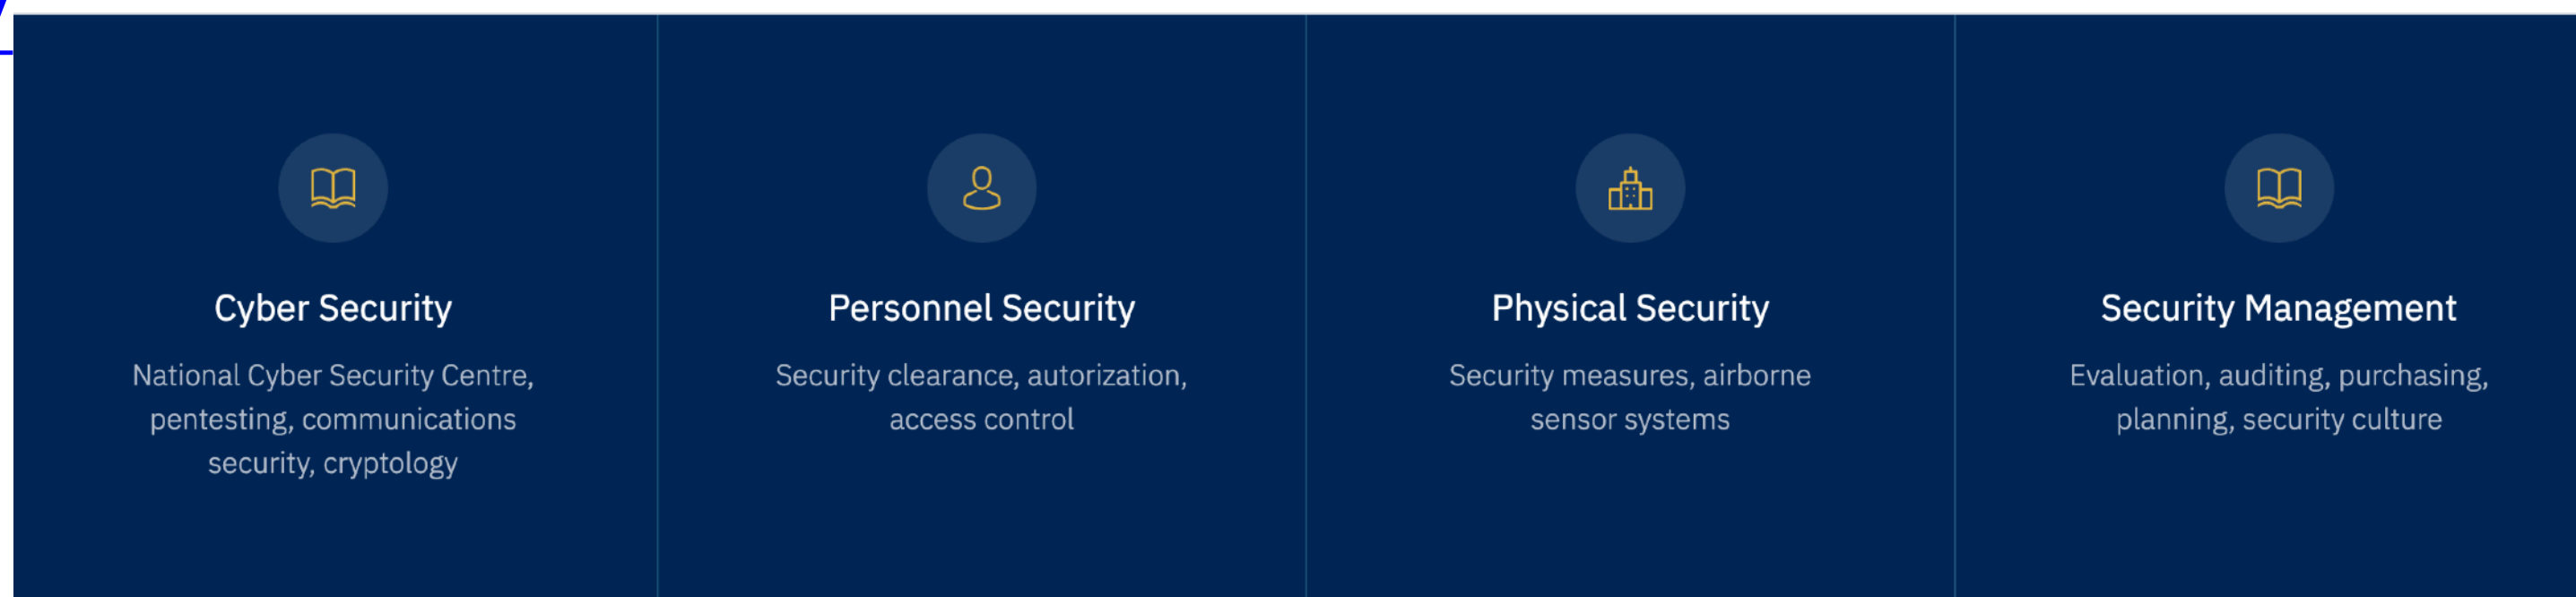 Cyber Security
National Cyber Security Centre,
pentesting, communications
security, cryptology
Personnel Security
Security clearance, autorization,
access control
Physical Security
Security measures, airborne
sensor systems
Security Management
Evaluation, auditing, purchasing,
planning, security culture